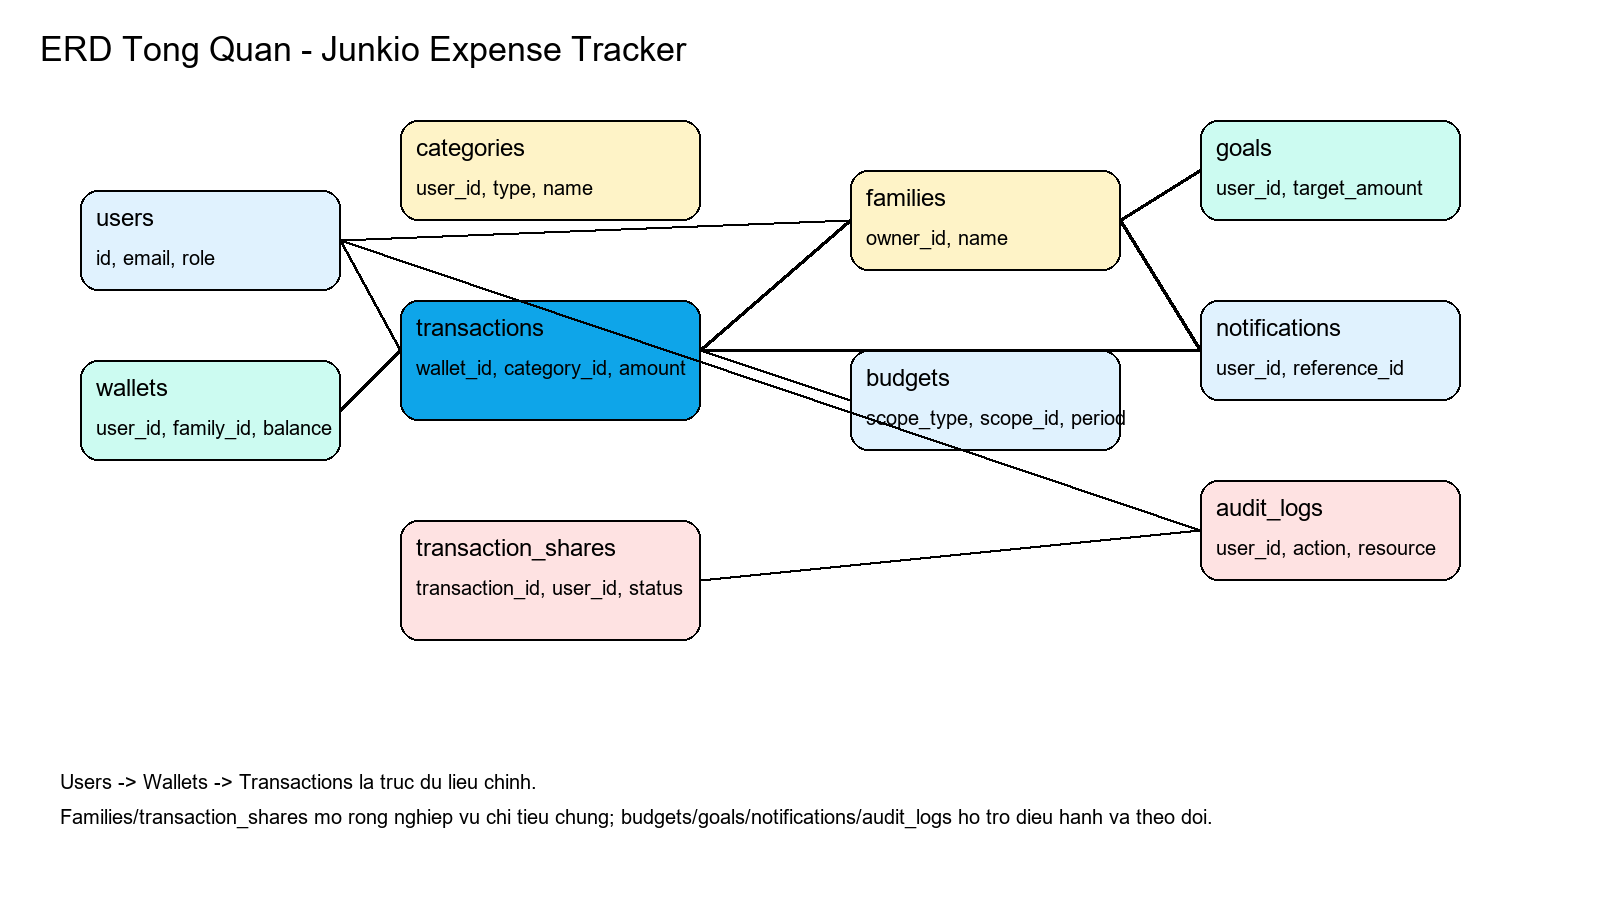 ERD Tong Quan - Junkio Expense Tracker
categories
user_id, type, name
users
id, email, role
families
owner_id, name
goals
user_id, target_amount
transactions
wallet_id, category_id, amount
wallets
user_id, family_id, balance
budgets
scope_type, scope_id, period
notifications
user_id, reference_id
transaction_shares
transaction_id, user_id, status
audit_logs
user_id, action, resource
Users -> Wallets -> Transactions la truc du lieu chinh.
Families/transaction_shares mo rong nghiep vu chi tieu chung; budgets/goals/notifications/audit_logs ho tro dieu hanh va theo doi.